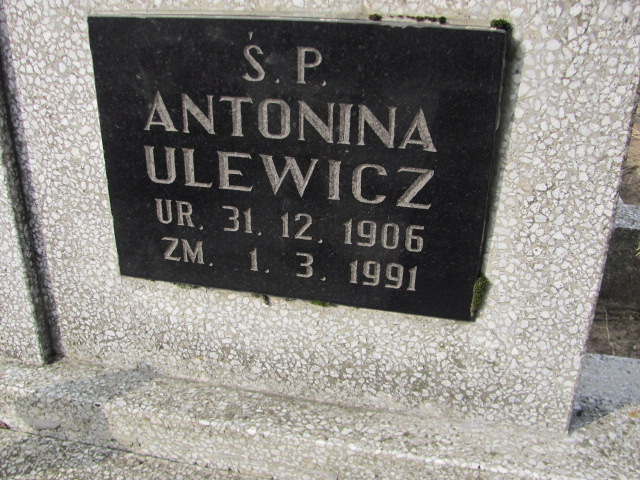 Ś. P.
ANTONINA
ULEWICZ
UR. 31. 12. 1906
ZM. 1. 3. 1991